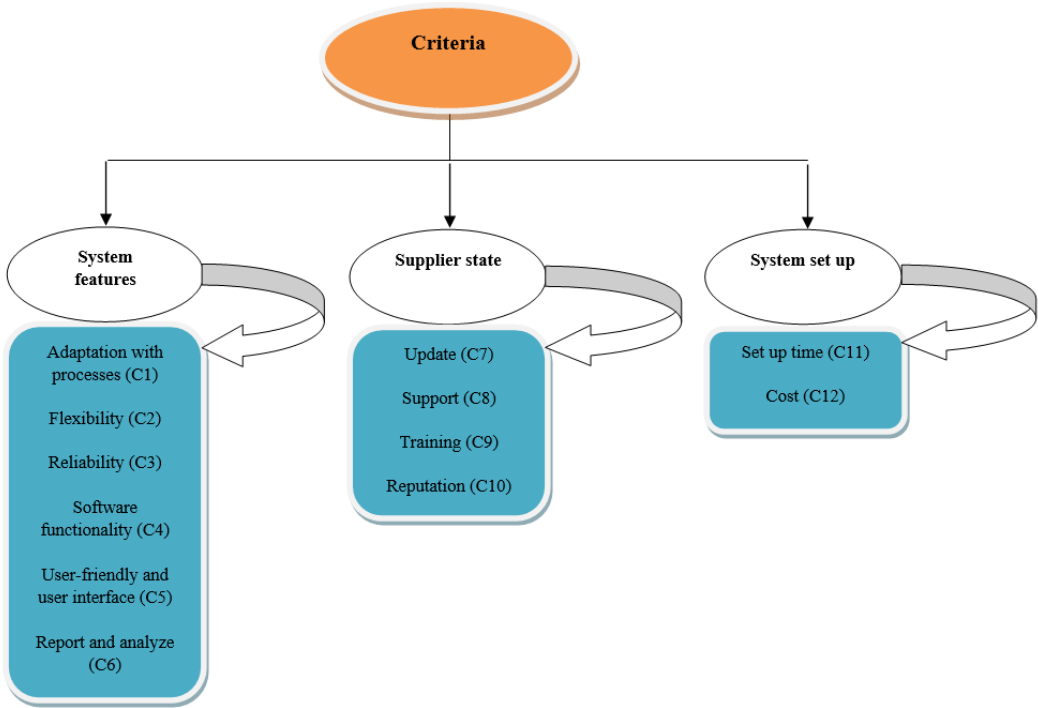 Criteria
System
features
Adaptation with
processes (C1)
Flexibility (C2)
Reliability (C3)
Software
functionality (C4)
User-friendly and
user interface (C5)
Report and analyze
(C6)
Supplier state
Update (C7)
Support (C8)
Training (C9)
Reputation (C10)
System set up
Set up time (C11)
Cost (C12)